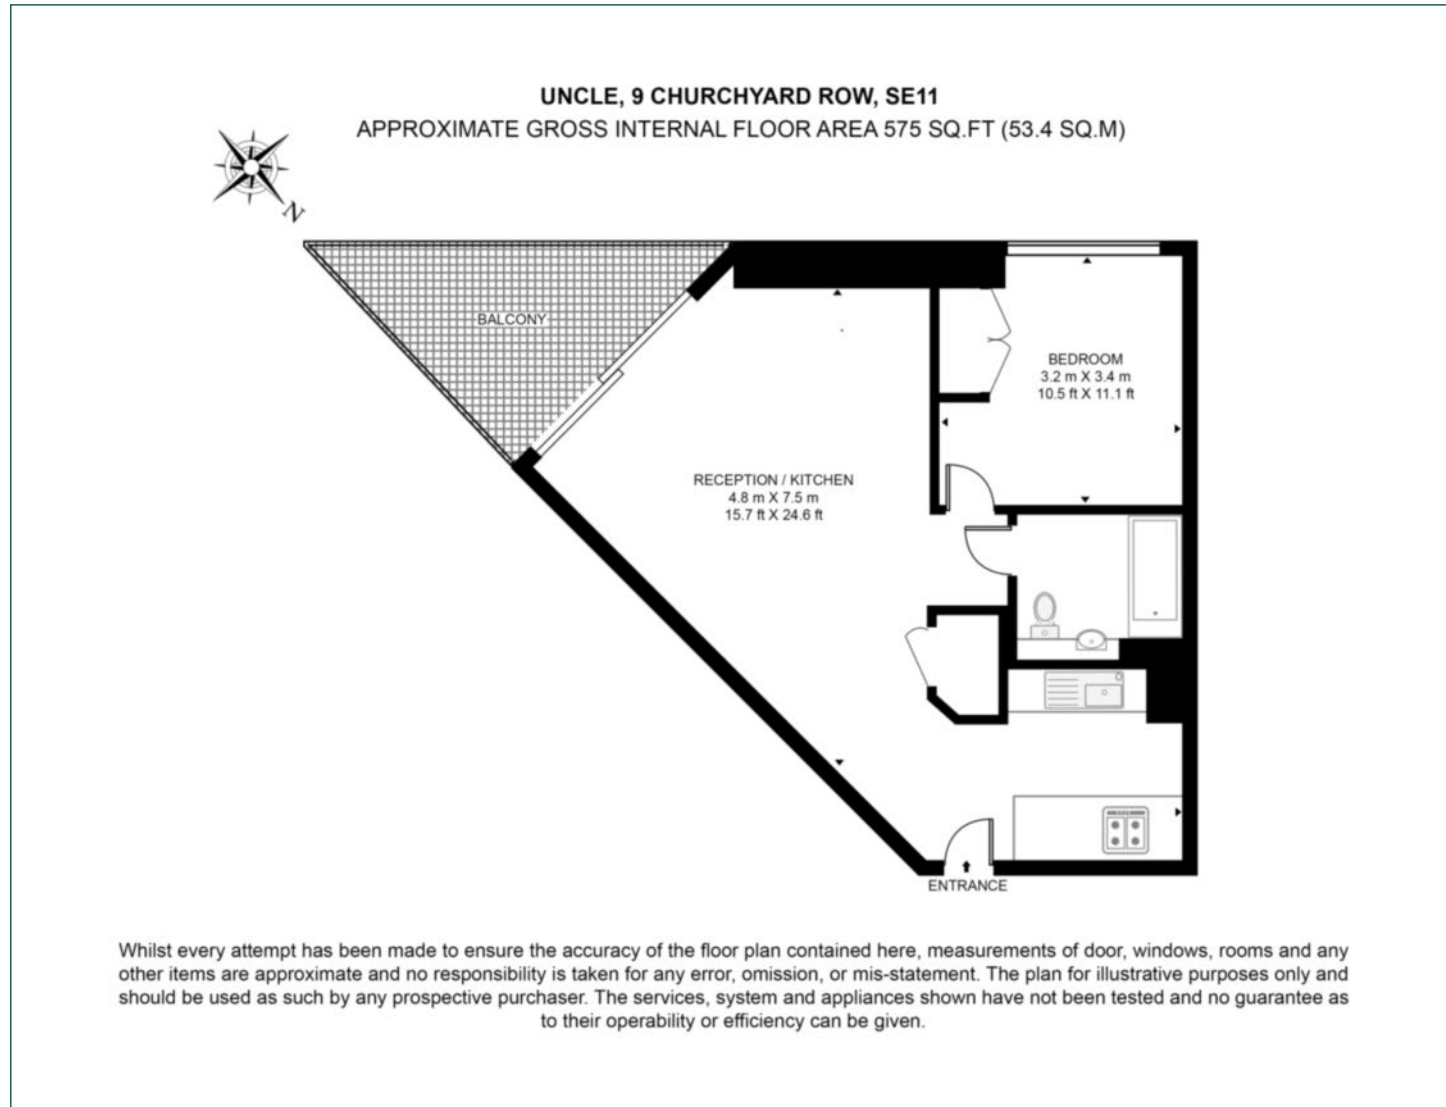 UNCLE, 9 CHURCHYARD ROW, SE11
APPROXIMATE GROSS INTERNAL FLOOR AREA 575 SQ.FT (53.4 SQ.M)
N
BALCONY
BEDROOM
3.2 m X 3.4 m
10.5 ft X 11.1 ft
RECEPTION / KITCHEN
4.8 m X 7.5 m
15.7 ft X 24.6 ft
ENTRANCE
Whilst every attempt has been made to ensure the accuracy of the floor plan contained here, measurements of door, windows, rooms and any
other items are approximate and no responsibility is taken for any error, omission, or mis-statement. The plan for illustrative purposes only and
should be used as such by any prospective purchaser. The services, system and appliances shown have not been tested and no guarantee as
to their operability or efficiency can be given.